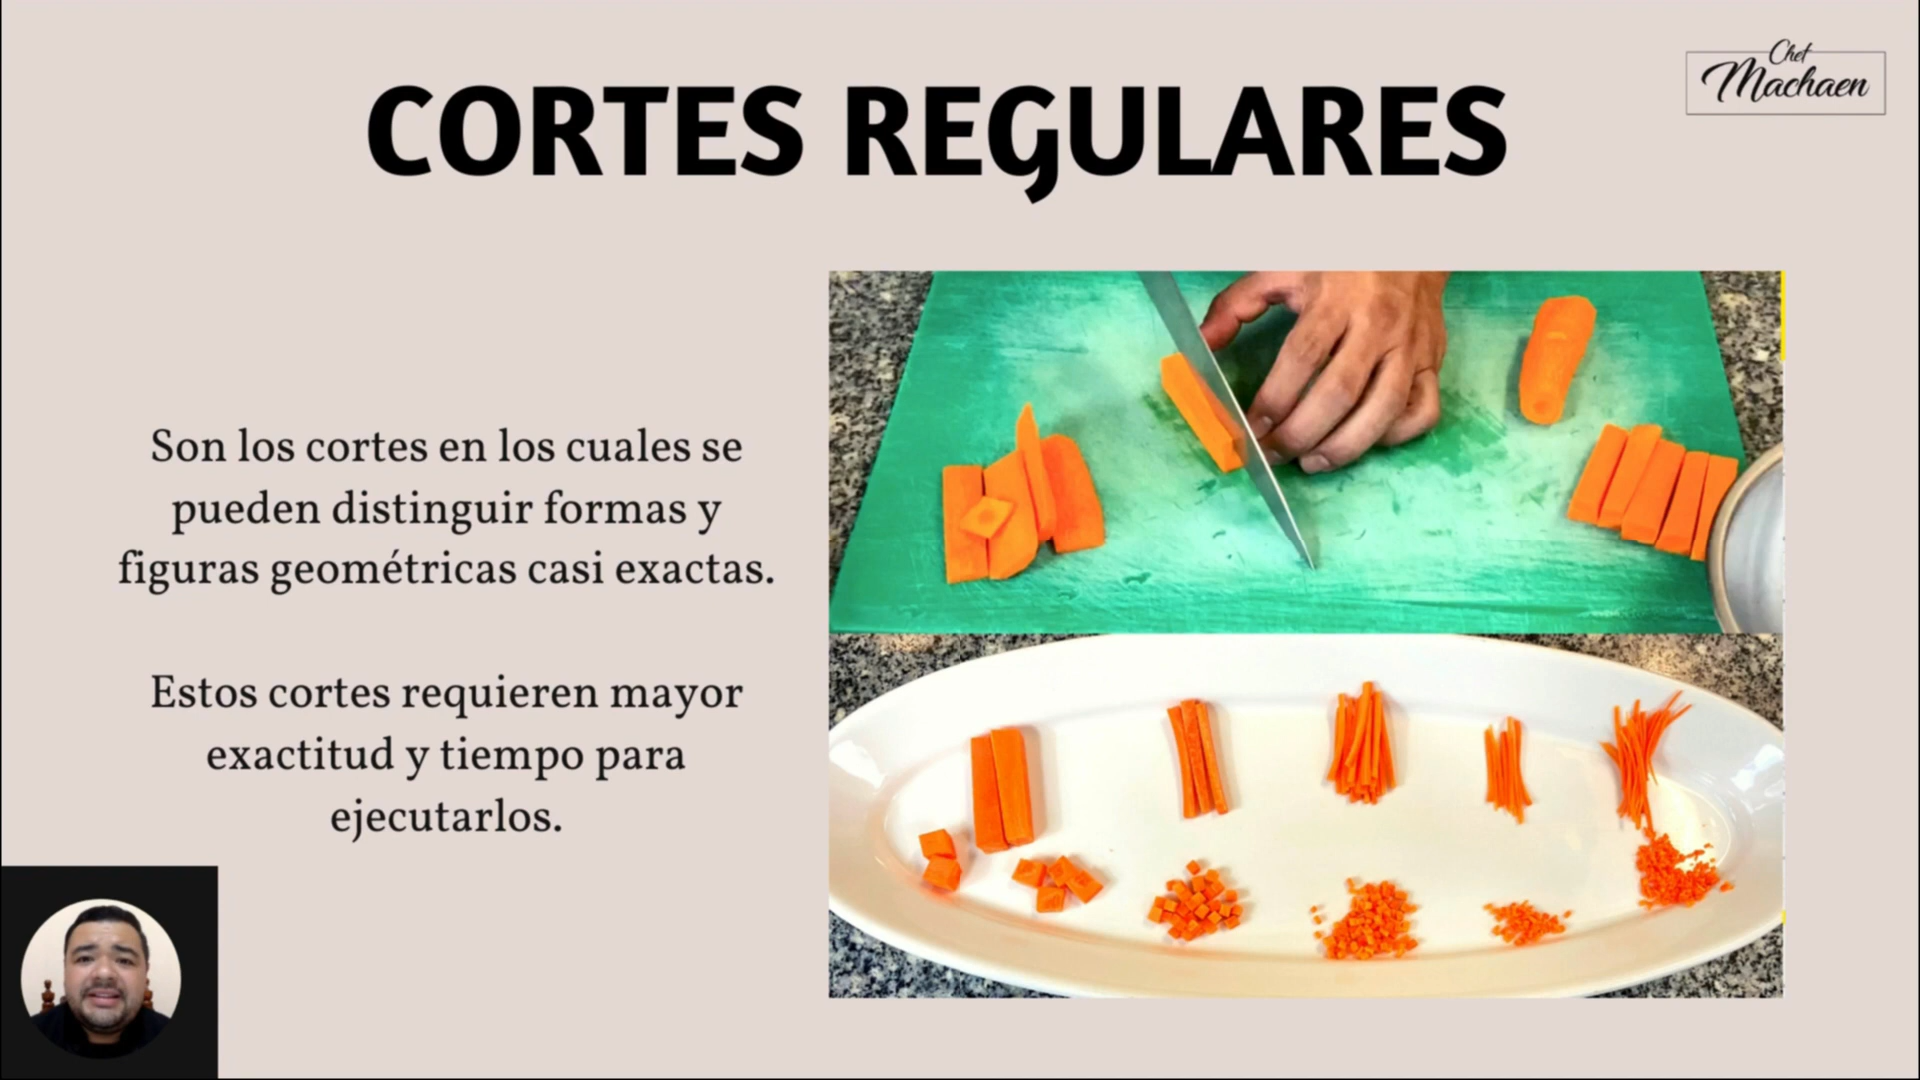 Chef
Machaen
CORTES REGULARES
Son los cortes en los cuales se
pueden distinguir formas y
figuras geométricas casi exactas.
Estos cortes requieren mayor
exactitud y tiempo para
ejecutarlos.